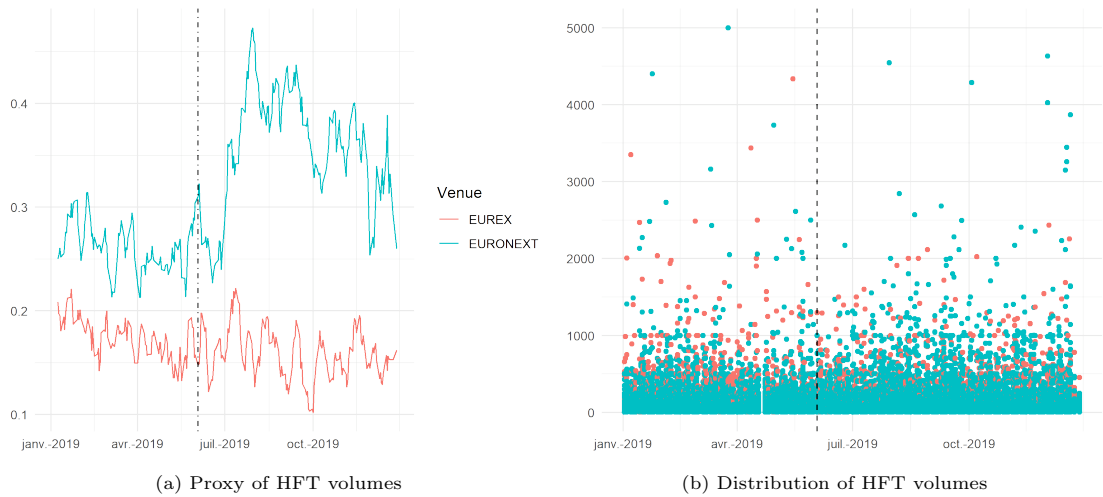 0.4
0.3
0.2
0.1
janv.-2019 avr.-2019 juil.-2019 oct.-2019
Venue
EUREX
EURONEXT
(a) Proxy of HFT volumes
5000
4000
3000
2000
1000
0
janv.-2019 avr.-2019 juil.-2019 oct.-2019
(b) Distribution of HFT volumes